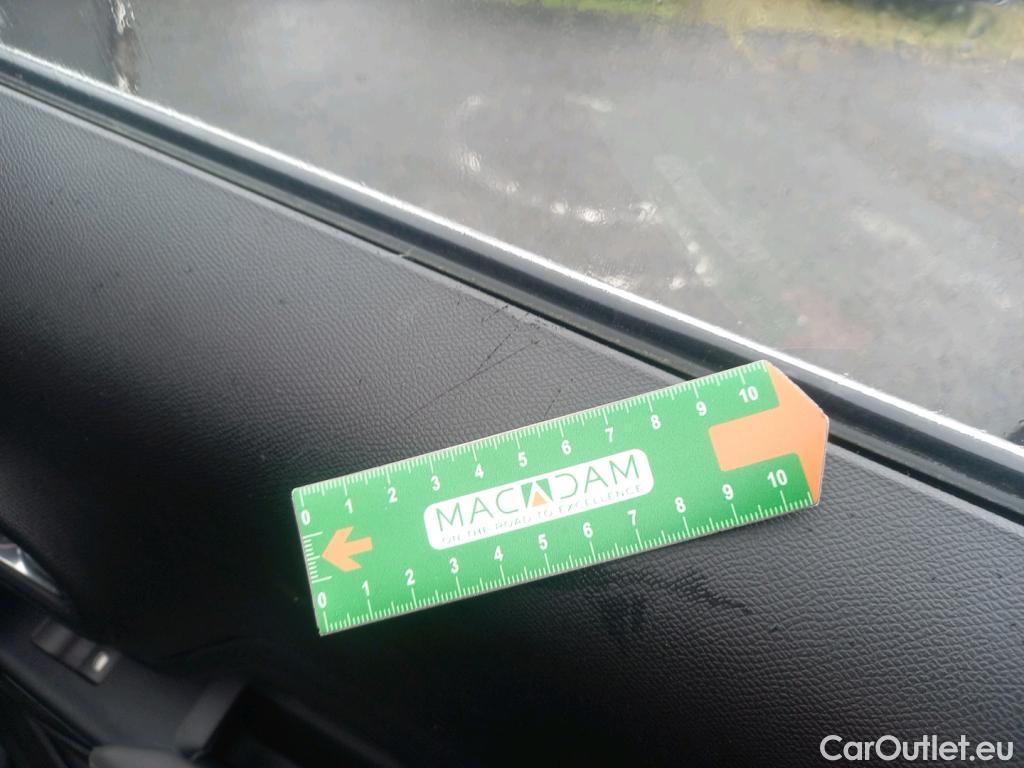 0 1 2 3 4 5 6 7 8 9 10
MACADAM
ON THE ROAD TO EXCELLENCE
0 1 2 3 4 5 6 7 8 9 10
CarOutlet.eu